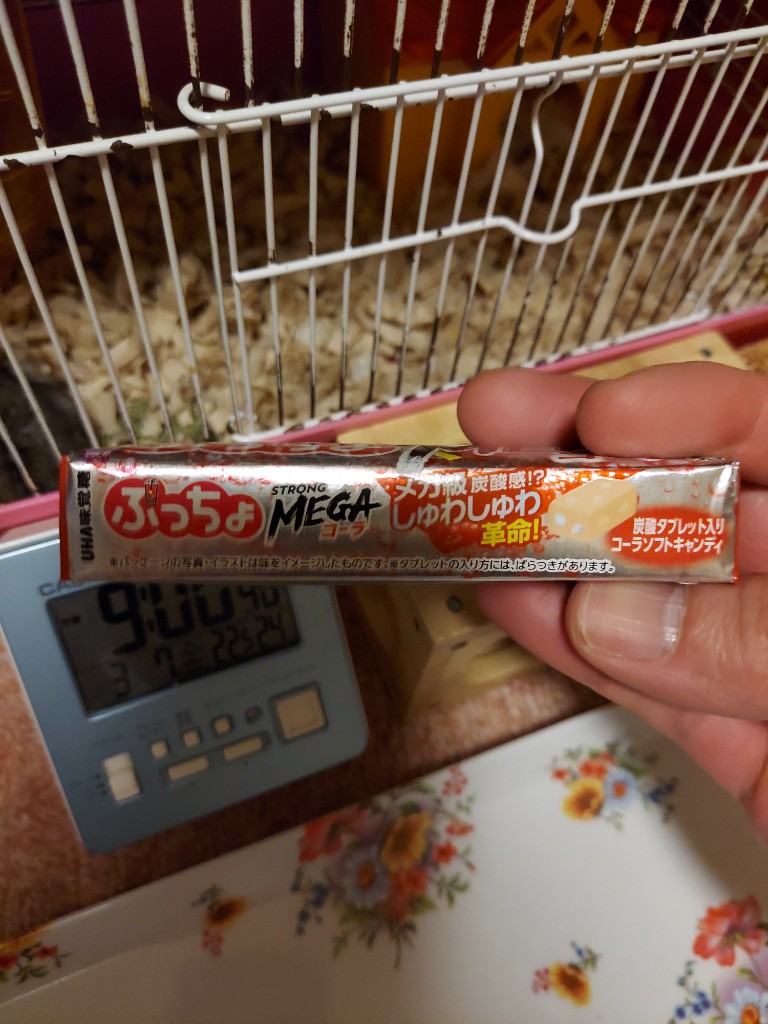 UHA味覚糖
ぷっちょ
STRONG
MEGA
コーラ
メガ級 炭酸感!?
しゅわしゅわ
革命!
炭酸タブレット入り
コーラソフトキャンディ
※パッケージの写真・イラストは味をイメージしたものです。※タブレットの入り方には、ばらつきがあります。
9:00 40